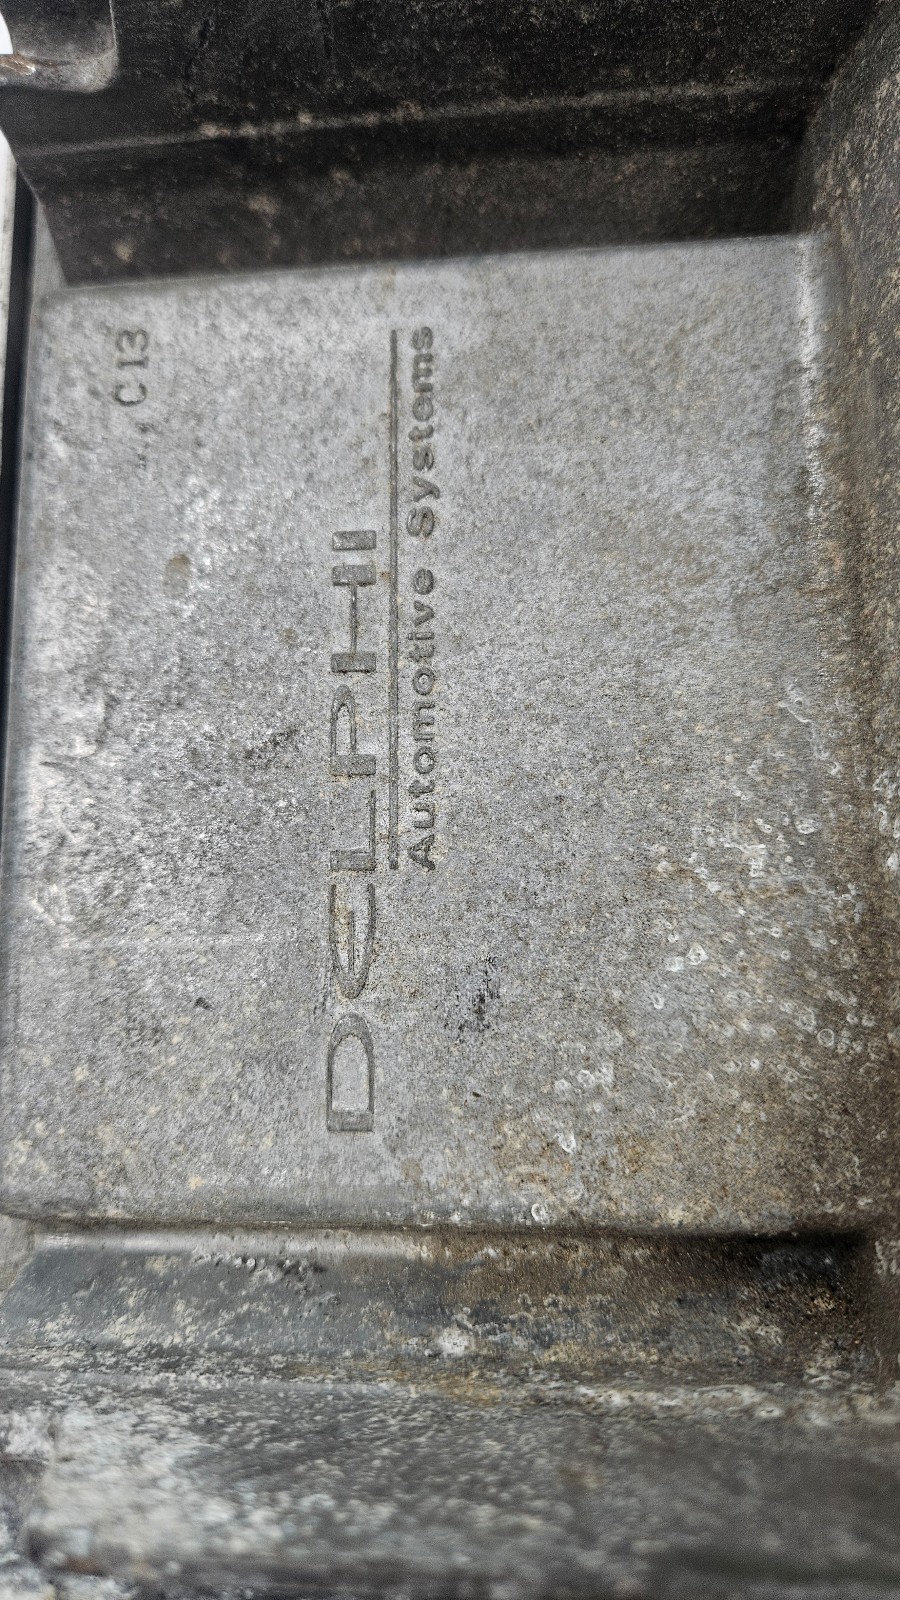 C13
DELPHI
Automotive Systems